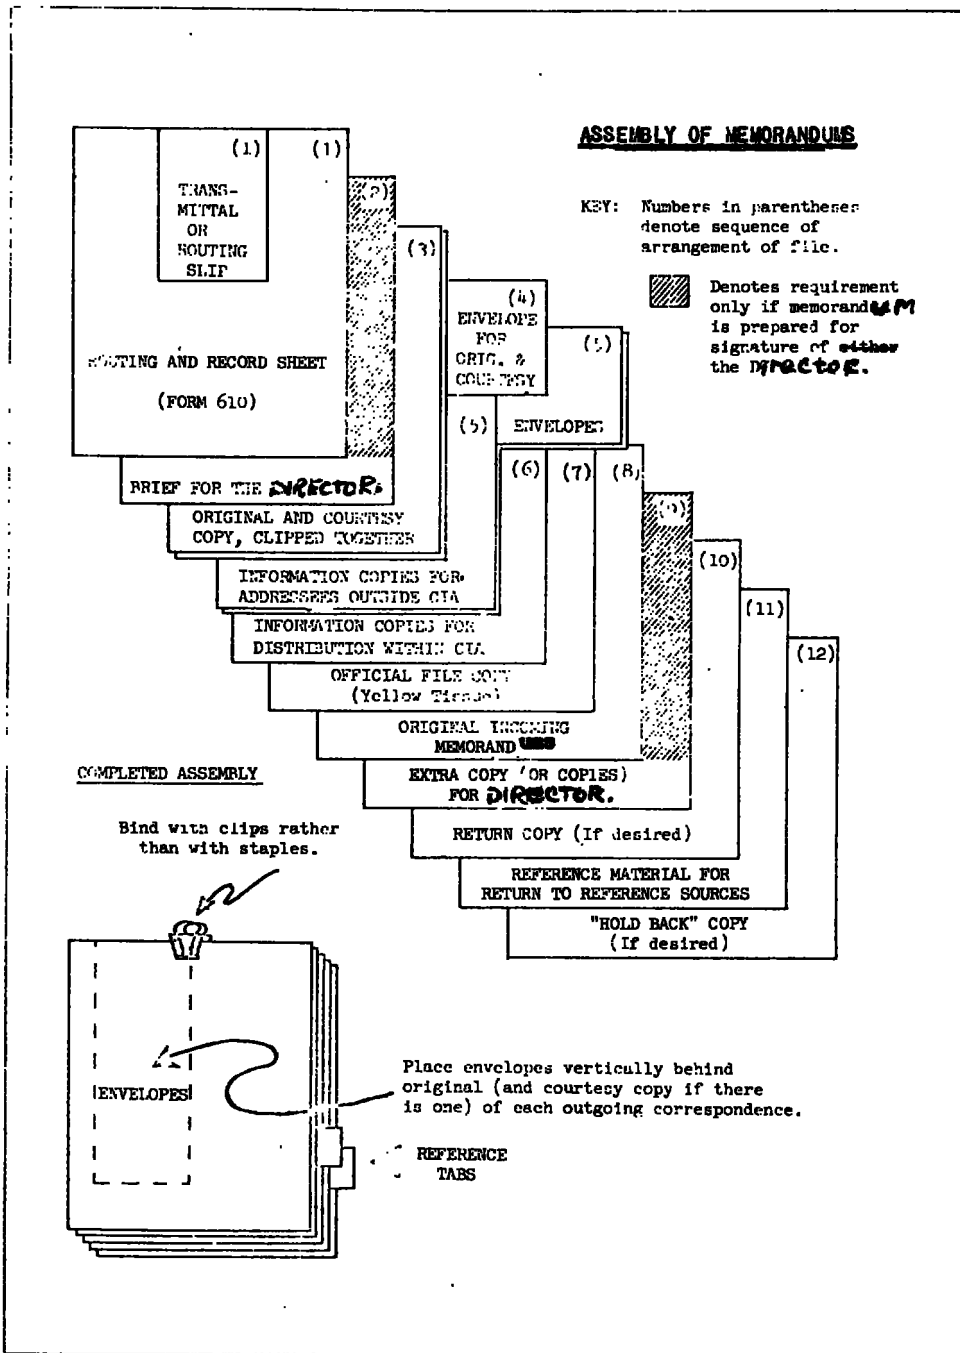 ASSEMBLY OF MEMORANDUMS
KEY: Numbers in parentheses
denote sequence of
arrangement of file.
Denotes requirement
only if memorandUM
is prepared for
signature of either
the DIRECTOR.
(1) (1)
TRANS-
MITTAL
OR
ROUTING
SLIP
ROUTING AND RECORD SHEET
(FORM 610)
(2)
BRIEF FOR THE DIRECTOR.
(3)
ORIGINAL AND COURTESY
COPY, CLIPPED TOGETHER
(4)
ENVELOPE
FOR
ORIG. &
COURTESY
(5)
ENVELOPES
(5)
INFORMATION COPIES FOR
ADDRESSEES OUTSIDE CIA
(6)
INFORMATION COPIES FOR
DISTRIBUTION WITHIN CIA
(7)
OFFICIAL FILE COPY
(Yellow Tissue)
(8)
ORIGINAL INCOMING
MEMORAND
(9)
EXTRA COPY (OR COPIES)
FOR DIRECTOR.
(10)
RETURN COPY (If desired)
(11)
REFERENCE MATERIAL FOR
RETURN TO REFERENCE SOURCES
(12)
"HOLD BACK" COPY
(If desired)
COMPLETED ASSEMBLY
Bind with clips rather
than with staples.
ENVELOPES
Place envelopes vertically behind
original (and courtesy copy if there
is one) of each outgoing correspondence.
REFERENCE
TABS